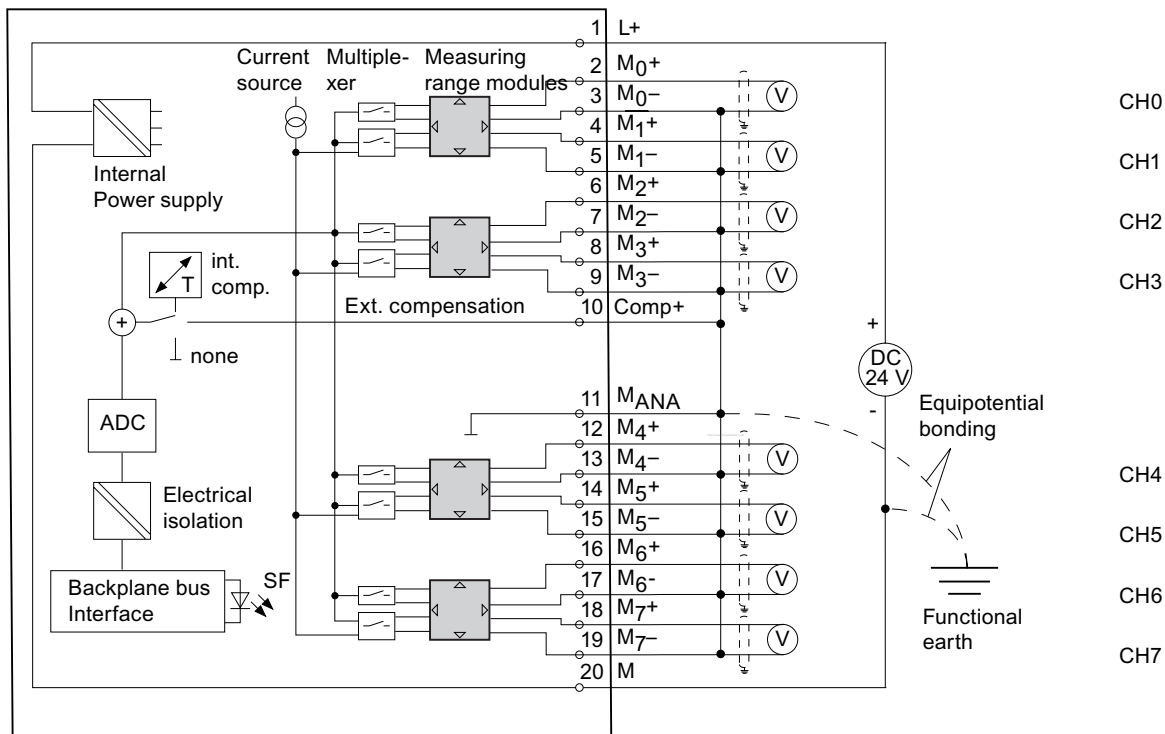 1 L+
Current source
Multiple-xer
Measuring range modules
2 M0+
3 M0–
4 M1+
5 M1–
6 M2+
7 M2–
8 M3+
9 M3–
10 Comp+
11 MANA
12 M4+
13 M4–
14 M5+
15 M5–
16 M6+
17 M6-
18 M7+
19 M7–
20 M
V
V
V
V
V
V
V
V
CH0
CH1
CH2
CH3
CH4
CH5
CH6
CH7
Internal
Power supply
T
int.
comp.
Ext. compensation
+
none
ADC
Electrical
isolation
Backplane bus
Interface
SF
+
DC
24 V
-
Equipotential
bonding
Functional
earth